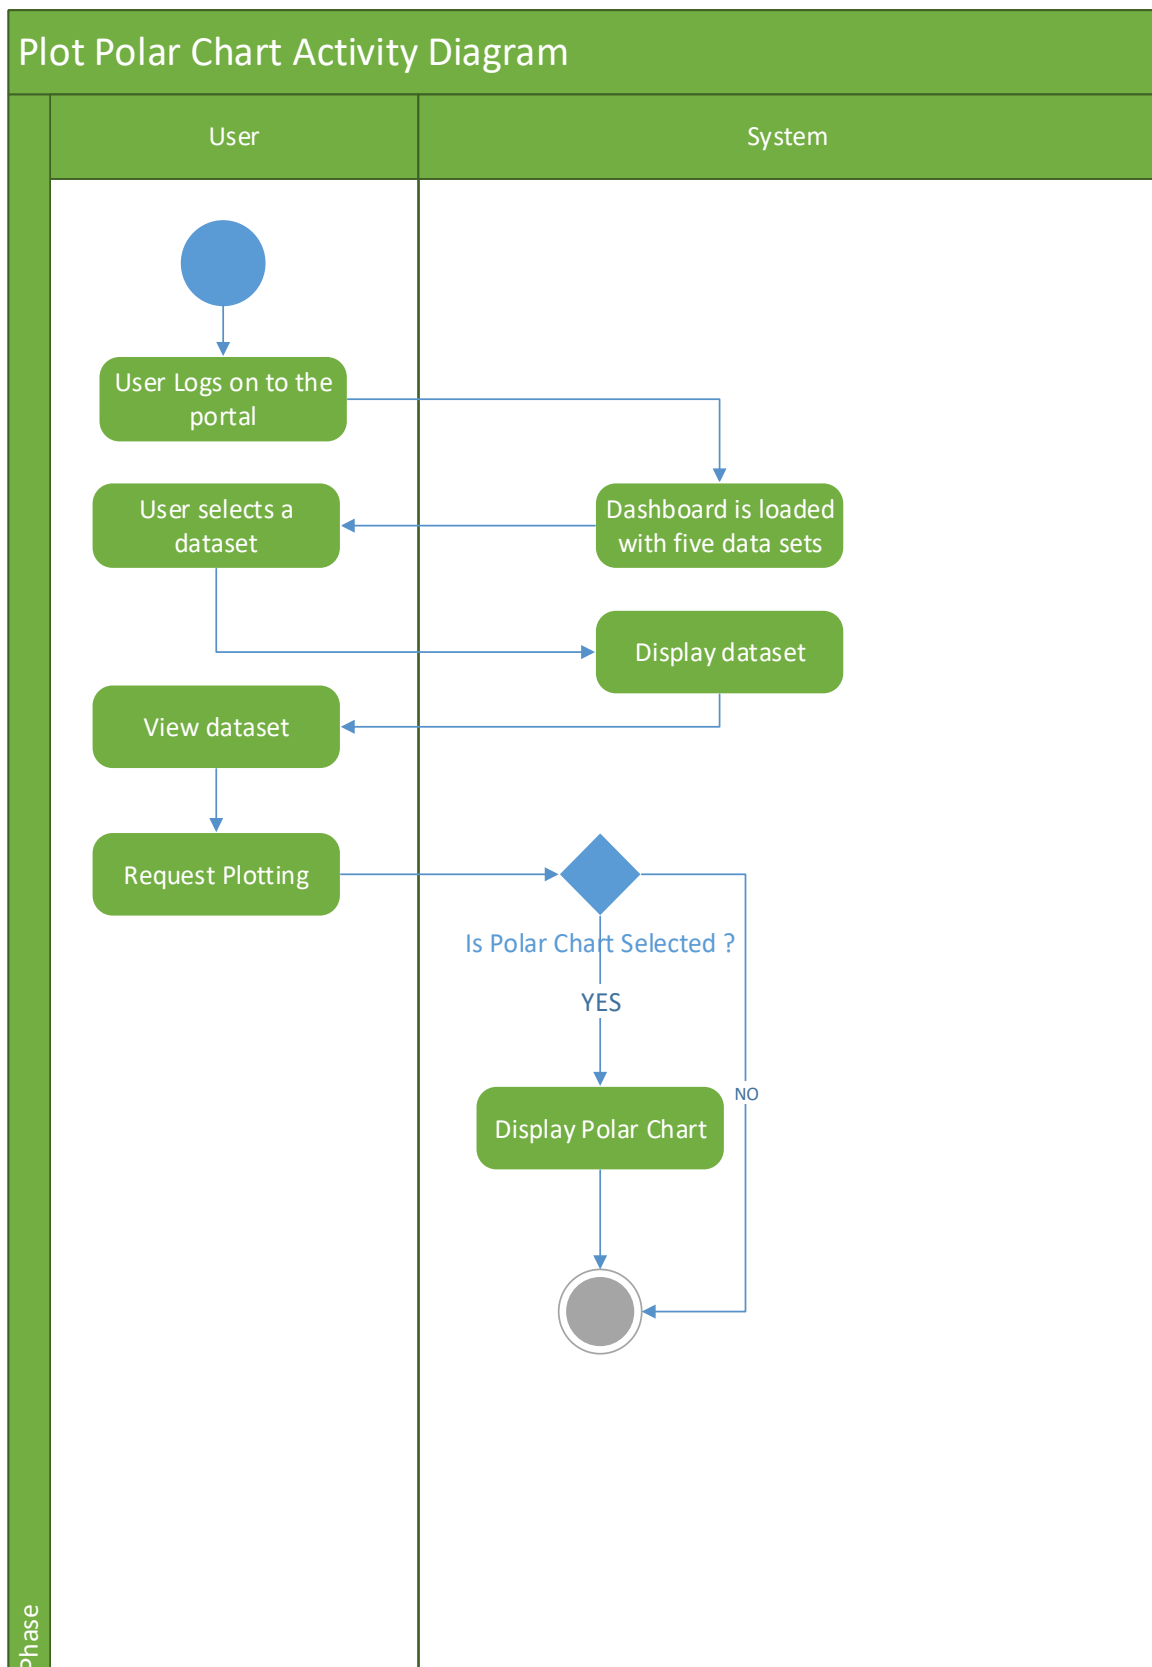 Plot Polar Chart Activity Diagram
User
System
User Logs on to the
portal
Dashboard is loaded
with five data sets
User selects a
dataset
Display dataset
View dataset
Request Plotting
Is Polar Chart Selected ?
YES
NO
Display Polar Chart
Phase